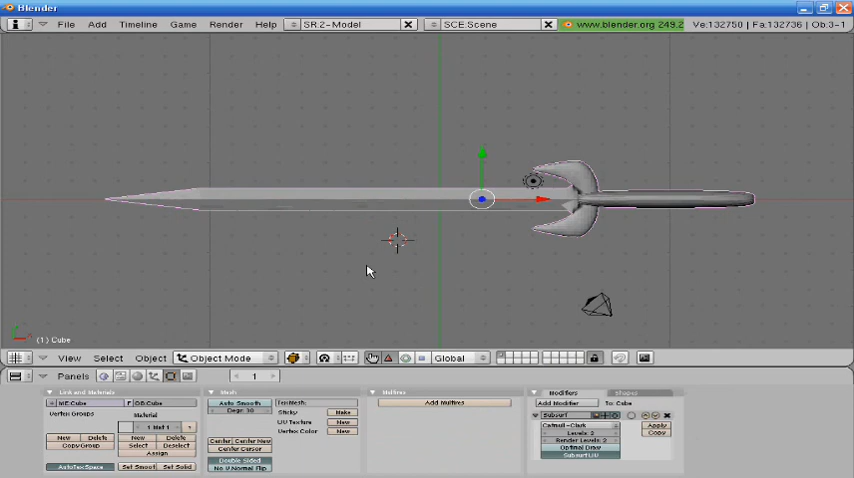 Blender
File Add Timeline Game Render Help SR:2-Model SCE:Scene www.blender.org 249.2 Ve:132750 | Fa:132736 | Ob:3-1
(1) Cube
View Select Object Object Mode Global
Panels 1
Link and Materials Mesh Multires Modifiers Shapes
ME:Cube F OB:Cube Auto Smooth TexMesh: Add Multires Add Modifier To: Cube
Vertex Groups Material Degr: 30 Sticky Make Subsurf
1 Mat 1 UV Texture New Catmull-Clark Apply
New Delete New Delete Center Center New Vertex Color New Levels: 2 Copy
Copy Group Select Deselect Center Cursor Render Levels: 2
Assign Double Sided Optimal Draw
AutoTexSpace Set Smoot Set Solid No V.Normal Flip Subsurf UV